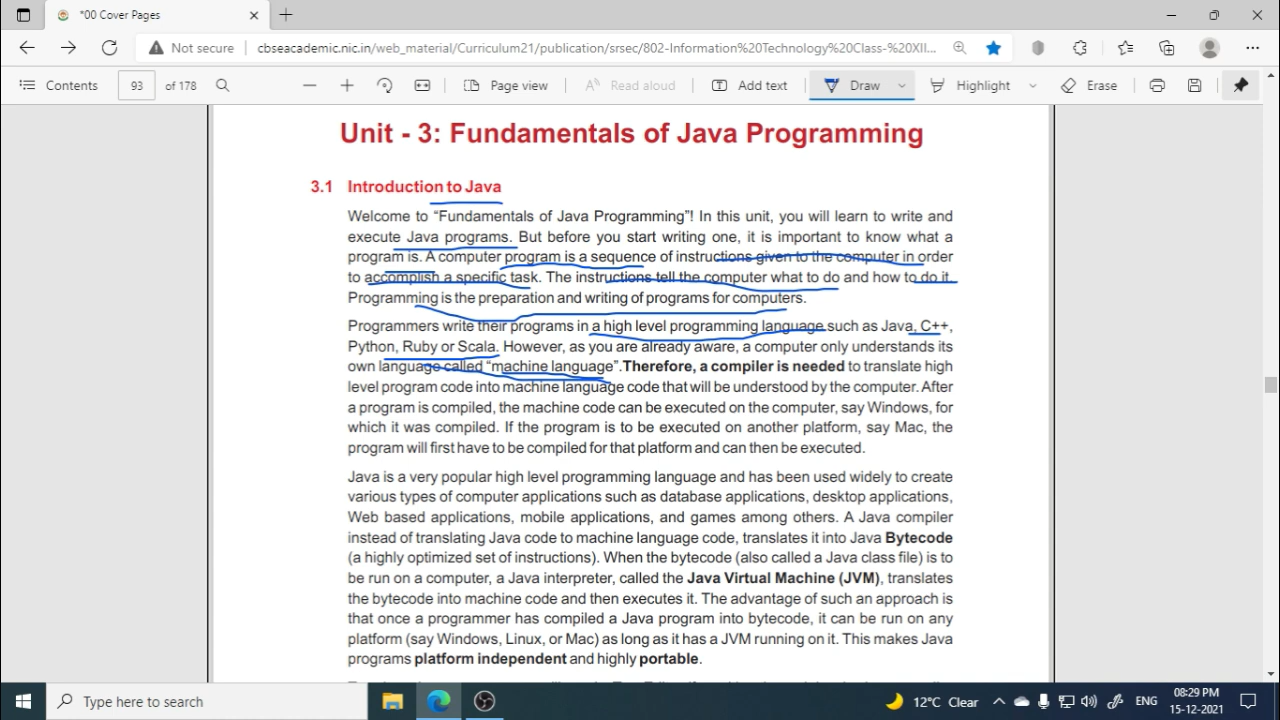 *00 Cover Pages
Not secure
cbseacademic.nic.in/web_material/Curriculum21/publication/srsec/802-Information%20Technology%20Class-%20XII...
Contents
93
of 178
Page view
Read aloud
Add text
Draw
Highlight
Erase
Unit - 3: Fundamentals of Java Programming
3.1 Introduction to Java
Welcome to “Fundamentals of Java Programming”! In this unit, you will learn to write and
execute Java programs. But before you start writing one, it is important to know what a
program is. A computer program is a sequence of instructions given to the computer in order
to accomplish a specific task. The instructions tell the computer what to do and how to do it.
Programming is the preparation and writing of programs for computers.
Programmers write their programs in a high level programming language such as Java, C++,
Python, Ruby or Scala. However, as you are already aware, a computer only understands its
own language called “machine language”.Therefore, a compiler is needed to translate high
level program code into machine language code that will be understood by the computer. After
a program is compiled, the machine code can be executed on the computer, say Windows, for
which it was compiled. If the program is to be executed on another platform, say Mac, the
program will first have to be compiled for that platform and can then be executed.
Java is a very popular high level programming language and has been used widely to create
various types of computer applications such as database applications, desktop applications,
Web based applications, mobile applications, and games among others. A Java compiler
instead of translating Java code to machine language code, translates it into Java Bytecode
(a highly optimized set of instructions). When the bytecode (also called a Java class file) is to
be run on a computer, a Java interpreter, called the Java Virtual Machine (JVM), translates
the bytecode into machine code and then executes it. The advantage of such an approach is
that once a programmer has compiled a Java program into bytecode, it can be run on any
platform (say Windows, Linux, or Mac) as long as it has a JVM running on it. This makes Java
programs platform independent and highly portable.
Type here to search
12°C Clear
ENG
08:29 PM
15-12-2021